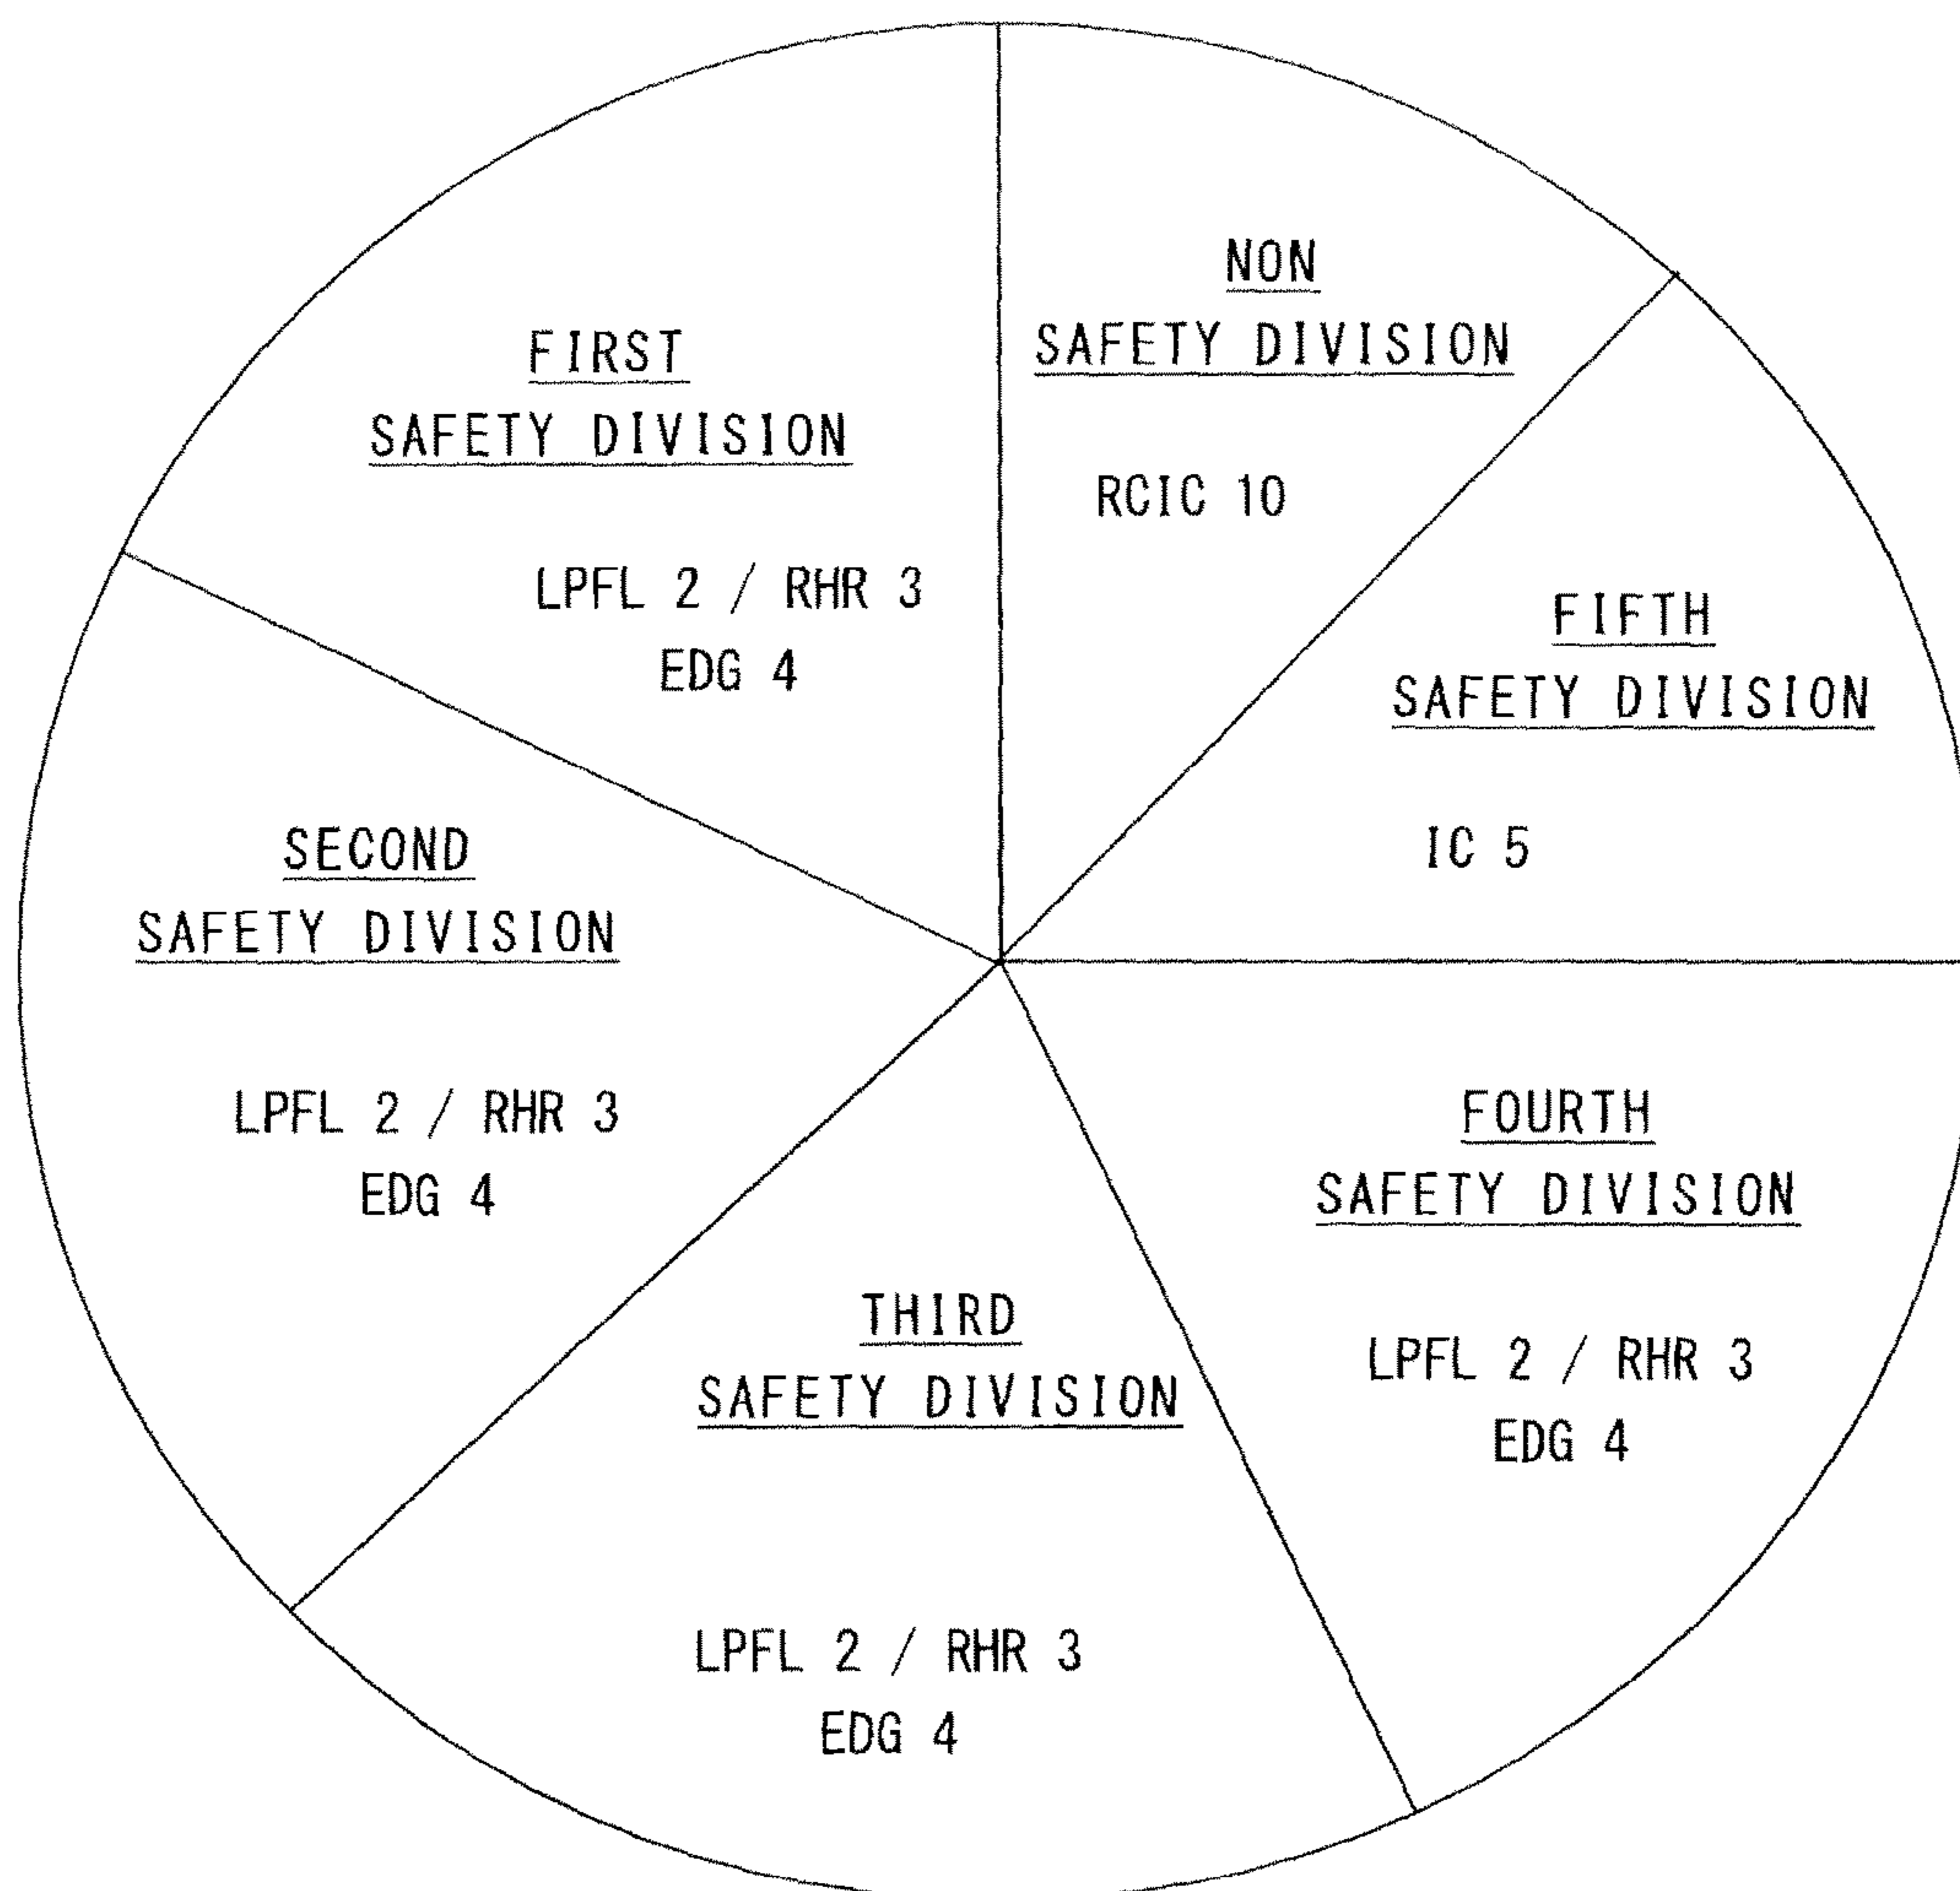 NON
SAFETY DIVISION
RCIC 10
FIRST
SAFETY DIVISION
LPFL 2 / RHR 3
EDG 4
FIFTH
SAFETY DIVISION
IC 5
SECOND
SAFETY DIVISION
LPFL 2 / RHR 3
EDG 4
FOURTH
SAFETY DIVISION
LPFL 2 / RHR 3
EDG 4
THIRD
SAFETY DIVISION
LPFL 2 / RHR 3
EDG 4